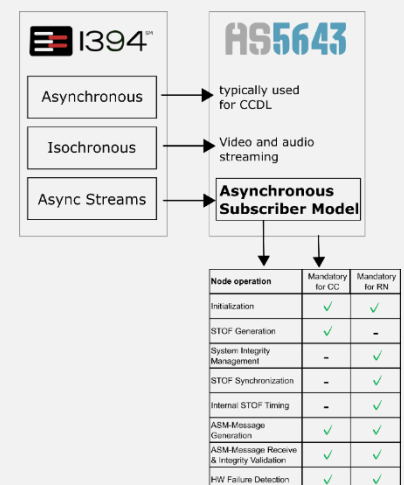 1394 SM
AS5643
Asynchronous
typically used
for CCDL
Isochronous
Video and audio
streaming
Async Streams
Asynchronous
Subscriber Model
Node operation
Mandatory
for CC
Mandatory
for RN
Initialization ✓ ✓
STOF Generation ✓ -
System Integrity
Management - ✓
STOF Synchronization - ✓
Internal STOF Timing - ✓
ASM-Message
Generation ✓ ✓
ASM-Message Receive
& Integrity Validation ✓ ✓
HW Failure Detection ✓ ✓